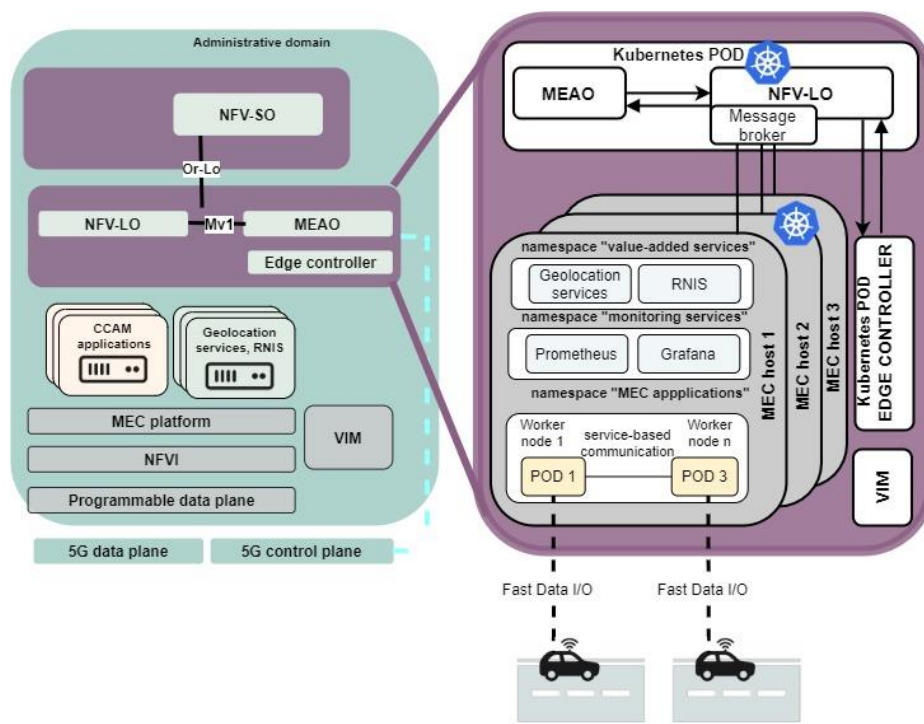 Administrative domain
NFV-SO
Or-Lo
NFV-LO
Mv1
MEAO
Edge controller
CCAM
applications
Geolocation
services, RNIS
MEC platform
NFVI
VIM
Programmable data plane
5G data plane
5G control plane
Kubernetes POD
MEAO
NFV-LO
Message
broker
namespace "value-added services"
Geolocation
services
RNIS
namespace "monitoring services"
Prometheus
Grafana
namespace "MEC appplications"
Worker
node 1
service-based
communication
Worker
node n
POD 1
POD 3
MEC host 1
MEC host 2
MEC host 3
Kubernetes POD
EDGE CONTROLLER
VIM
Fast Data I/O
Fast Data I/O